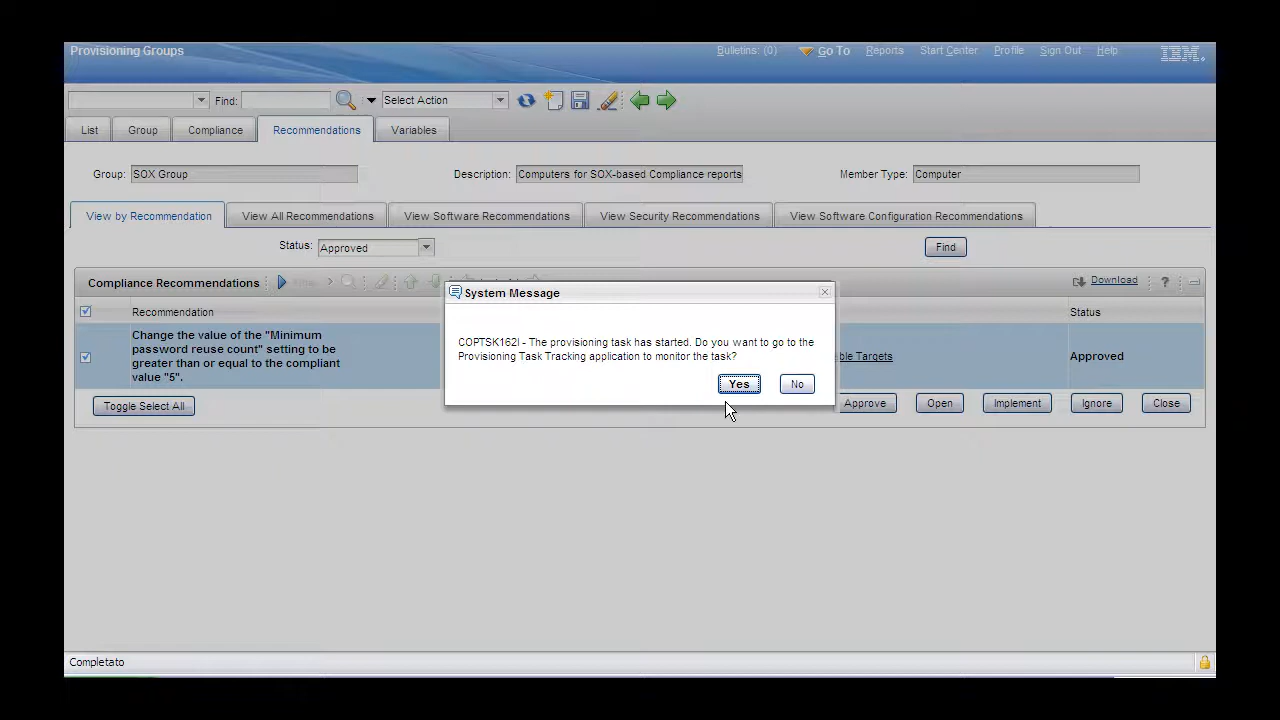 Provisioning Groups
Bulletins: (0) Go To Reports Start Center Profile Sign Out Help IBM.
Find: Select Action
List Group Compliance Recommendations Variables
Group: SOX Group Description: Computers for SOX-based Compliance reports Member Type: Computer
View by Recommendation View All Recommendations View Software Recommendations View Security Recommendations View Software Configuration Recommendations
Status: Approved Find
Compliance Recommendations Download ?
System Message
Recommendation Status
Change the value of the "Minimum
password reuse count" setting to be
greater than or equal to the compliant
value "5".
COPTSK162I - The provisioning task has started. Do you want to go to the
Provisioning Task Tracking application to monitor the task?
Targets Approved
Yes No
Toggle Select All Approve Open Implement Ignore Close
Completato